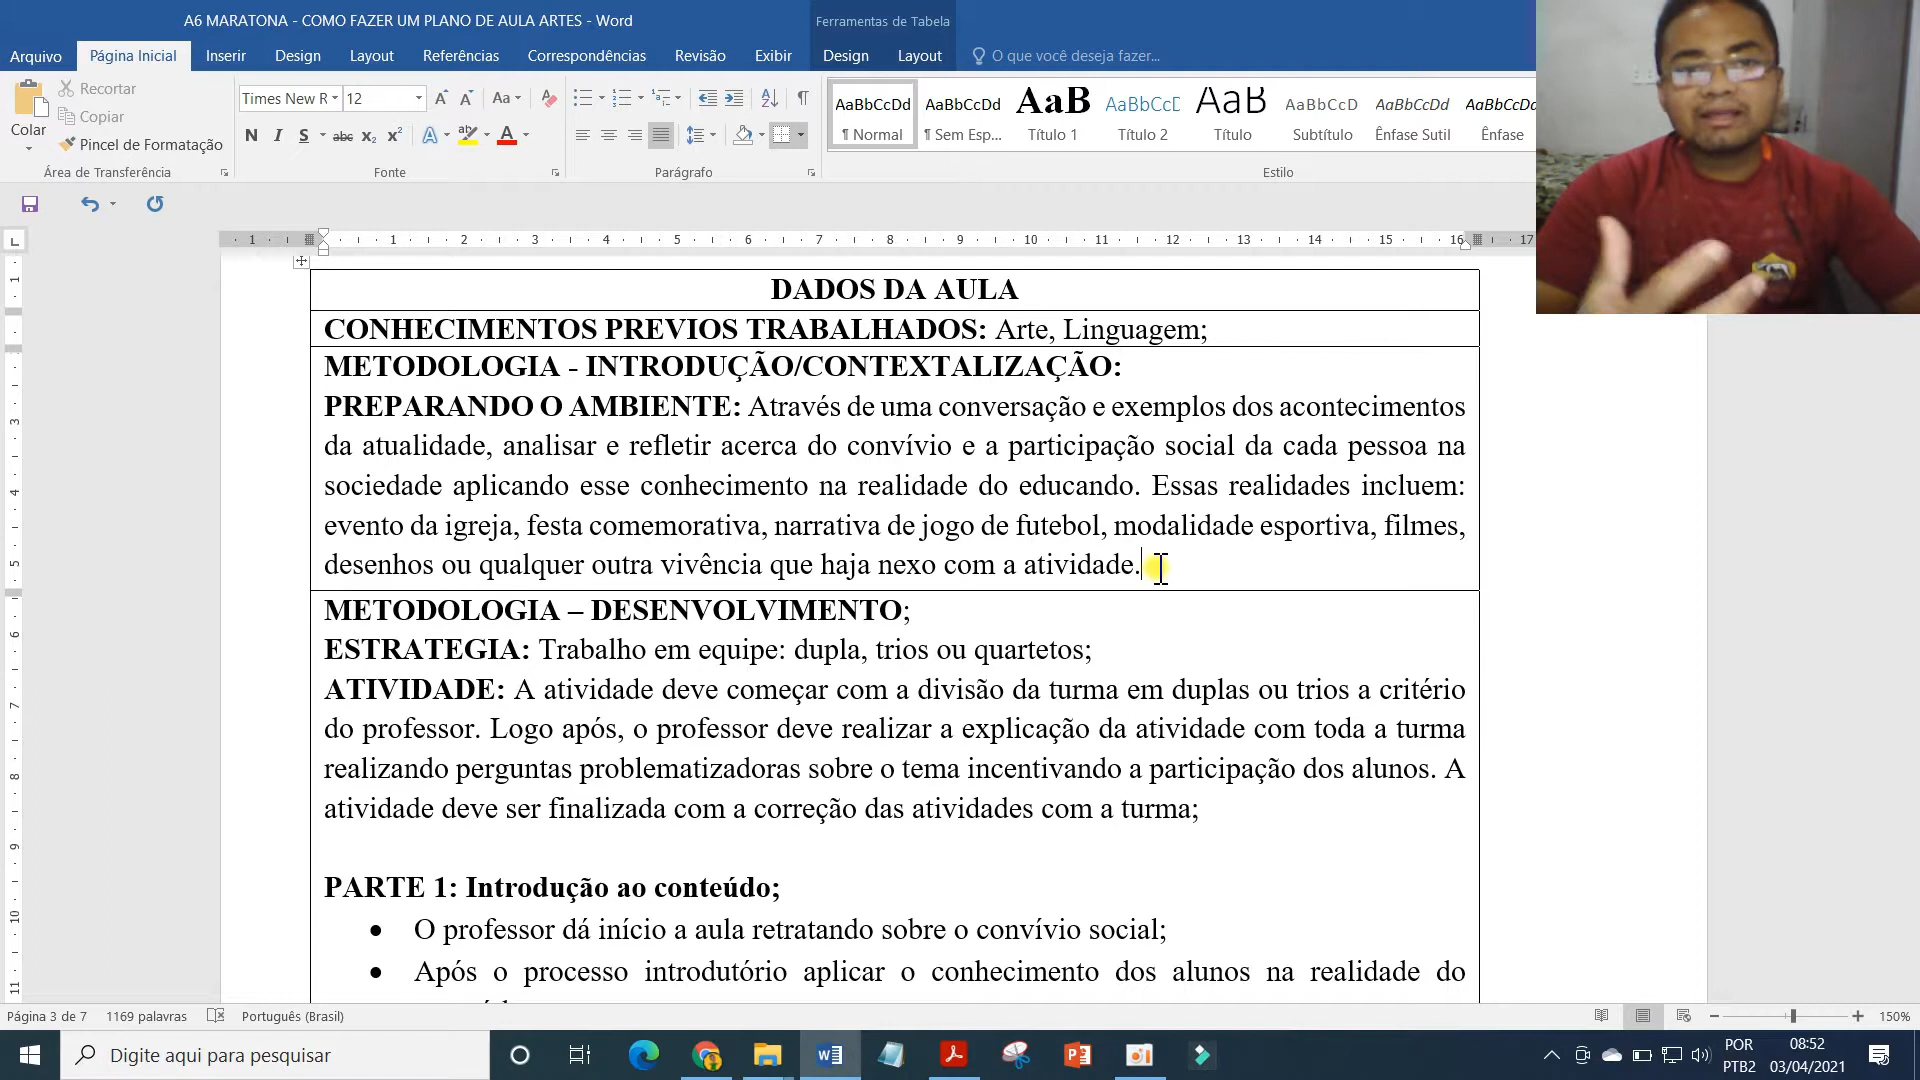 A6 MARATONA - COMO FAZER UM PLANO DE AULA ARTES - Word
Ferramentas de Tabela
Arquivo
Página Inicial
Inserir
Design
Layout
Referências
Correspondências
Revisão
Exibir
Design
Layout
O que você deseja fazer...
Colar
Recortar
Copiar
Pincel de Formatação
Área de Transferência
Times New R
12
Fonte
Parágrafo
AaBbCcDd
¶ Normal
AaBbCcDd
¶ Sem Esp...
AaB
Título 1
AaBbCcC
Título 2
AaB
Título
AaBbCcD
Subtítulo
AaBbCcDd
Ênfase Sutil
AaBbCcDd
Ênfase
Estilo
DADOS DA AULA
CONHECIMENTOS PREVIOS TRABALHADOS: Arte, Linguagem;
METODOLOGIA - INTRODUÇÃO/CONTEXTALIZAÇÃO:
PREPARANDO O AMBIENTE: Através de uma conversação e exemplos dos acontecimentos
da atualidade, analisar e refletir acerca do convívio e a participação social da cada pessoa na
sociedade aplicando esse conhecimento na realidade do educando. Essas realidades incluem:
evento da igreja, festa comemorativa, narrativa de jogo de futebol, modalidade esportiva, filmes,
desenhos ou qualquer outra vivência que haja nexo com a atividade.
METODOLOGIA – DESENVOLVIMENTO;
ESTRATEGIA: Trabalho em equipe: dupla, trios ou quartetos;
ATIVIDADE: A atividade deve começar com a divisão da turma em duplas ou trios a critério
do professor. Logo após, o professor deve realizar a explicação da atividade com toda a turma
realizando perguntas problematizadoras sobre o tema incentivando a participação dos alunos. A
atividade deve ser finalizada com a correção das atividades com a turma;
PARTE 1: Introdução ao conteúdo;
• O professor dá início a aula retratando sobre o convívio social;
• Após o processo introdutório aplicar o conhecimento dos alunos na realidade do
Página 3 de 7
1169 palavras
Português (Brasil)
150%
Digite aqui para pesquisar
POR
PTB2
08:52
03/04/2021